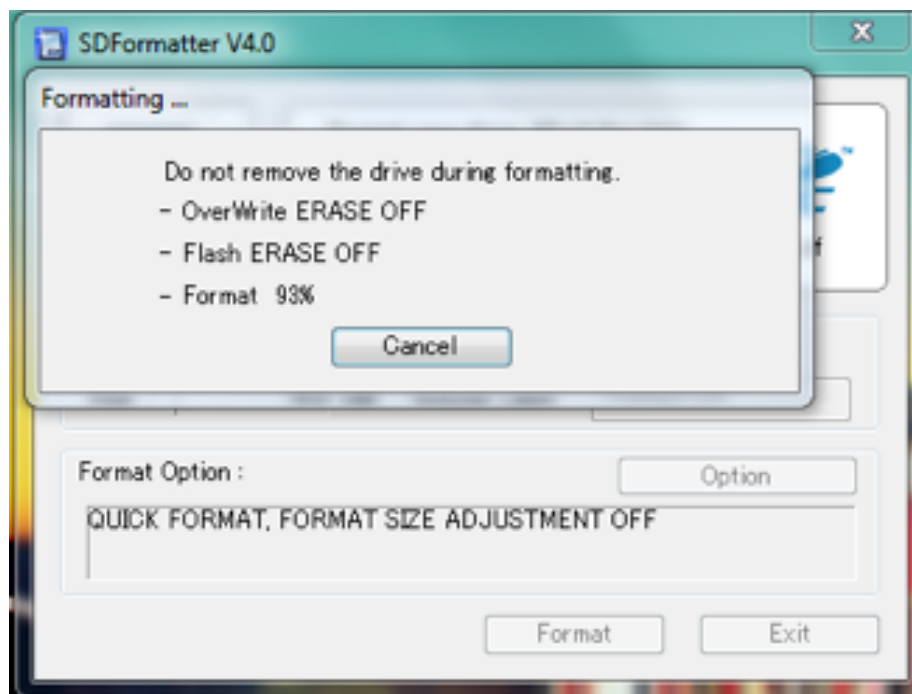 SDFormatter V4.0
Formatting ...
Do not remove the drive during formatting.
- OverWrite ERASE OFF
- Flash ERASE OFF
- Format 93%
Cancel
Format Option :
Option
QUICK FORMAT, FORMAT SIZE ADJUSTMENT OFF
Format
Exit